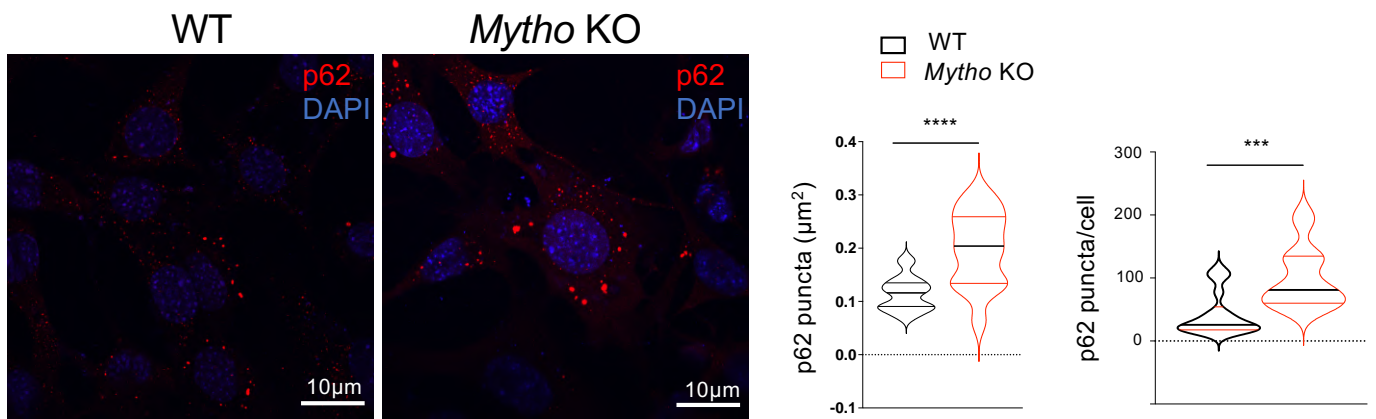 WT
Mytho KO
p62
DAPI
10µm
p62
DAPI
10µm
WT
Mytho KO
p62 puncta (µm²)
0.4
0.3
0.2
0.1
0.0
-0.1
****
p62 puncta/cell
300
200
100
0
***